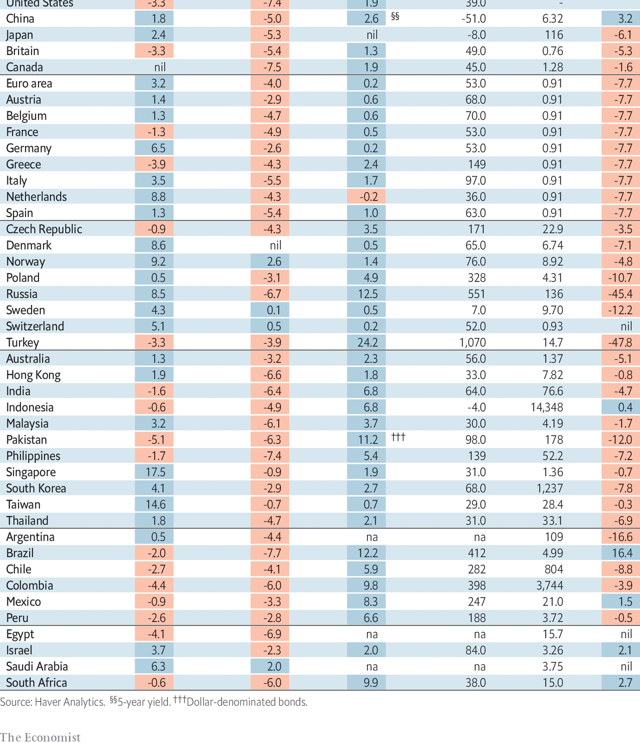 United States -3.3 -7.4 1.9 39.0 -
China 1.8 -5.0 2.6 §§ -51.0 6.32 3.2
Japan 2.4 -5.3 nil -8.0 116 -6.1
Britain -3.3 -5.4 1.3 49.0 0.76 -5.3
Canada nil -7.5 1.9 45.0 1.28 -1.6
Euro area 3.2 -4.0 0.2 53.0 0.91 -7.7
Austria 1.4 -2.9 0.6 68.0 0.91 -7.7
Belgium 1.3 -4.7 0.6 70.0 0.91 -7.7
France -1.3 -4.9 0.5 53.0 0.91 -7.7
Germany 6.5 -2.6 0.2 53.0 0.91 -7.7
Greece -3.9 -4.3 2.4 149 0.91 -7.7
Italy 3.5 -5.5 1.7 97.0 0.91 -7.7
Netherlands 8.8 -4.3 -0.2 36.0 0.91 -7.7
Spain 1.3 -5.4 1.0 63.0 0.91 -7.7
Czech Republic -0.9 -4.3 3.5 171 22.9 -3.5
Denmark 8.6 nil 0.5 65.0 6.74 -7.1
Norway 9.2 2.6 1.4 76.0 8.92 -4.8
Poland 0.5 -3.1 4.9 328 4.31 -10.7
Russia 8.5 -6.7 12.5 551 136 -45.4
Sweden 4.3 0.1 0.5 7.0 9.70 -12.2
Switzerland 5.1 0.5 0.2 52.0 0.93 nil
Turkey -3.3 -3.9 24.2 1,070 14.7 -47.8
Australia 1.3 -3.2 2.3 56.0 1.37 -5.1
Hong Kong 1.9 -6.6 1.8 33.0 7.82 -0.8
India -1.6 -6.4 6.8 64.0 76.6 -4.7
Indonesia -0.6 -4.9 6.8 -4.0 14,348 0.4
Malaysia 3.2 -6.1 3.7 30.0 4.19 -1.7
Pakistan -5.1 -6.3 11.2 ††† 98.0 178 -12.0
Philippines -1.7 -7.4 5.4 139 52.2 -7.2
Singapore 17.5 -0.9 1.9 31.0 1.36 -0.7
South Korea 4.1 -2.9 2.7 68.0 1,237 -7.8
Taiwan 14.6 -0.7 0.7 29.0 28.4 -0.3
Thailand 1.8 -4.7 2.1 31.0 33.1 -6.9
Argentina 0.5 -4.4 na na 109 -16.6
Brazil -2.0 -7.7 12.2 412 4.99 16.4
Chile -2.7 -4.1 5.9 282 804 -8.8
Colombia -4.4 -6.0 9.8 398 3,744 -3.9
Mexico -0.9 -3.3 8.3 247 21.0 1.5
Peru -2.6 -2.8 6.6 188 3.72 -0.5
Egypt -4.1 -6.9 na na 15.7 nil
Israel 3.7 -2.3 2.0 84.0 3.26 2.1
Saudi Arabia 6.3 2.0 na na 3.75 nil
South Africa -0.6 -6.0 9.9 38.0 15.0 2.7
Source: Haver Analytics. §§5-year yield. †††Dollar-denominated bonds.
The Economist